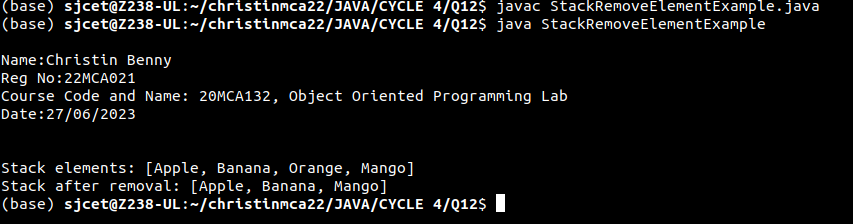 (base) sjcet@Z238-UL:~/christinmca22/JAVA/CYCLE 4/Q12$ javac StackRemoveElementExample.java
(base) sjcet@Z238-UL:~/christinmca22/JAVA/CYCLE 4/Q12$ java StackRemoveElementExample
Name:Christin Benny
Reg No:22MCA021
Course Code and Name: 20MCA132, Object Oriented Programming Lab
Date:27/06/2023
Stack elements: [Apple, Banana, Orange, Mango]
Stack after removal: [Apple, Banana, Mango]
(base) sjcet@Z238-UL:~/christinmca22/JAVA/CYCLE 4/Q12$